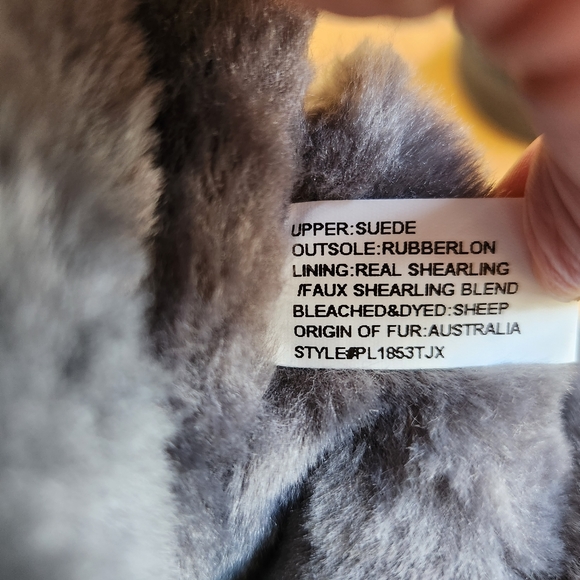 UPPER:SUEDE
OUTSOLE:RUBBERLON
LINING:REAL SHEARLING
/FAUX SHEARLING BLEND
BLEACHED&DYED:SHEEP
ORIGIN OF FUR:AUSTRALIA
STYLE#PL1853TJX